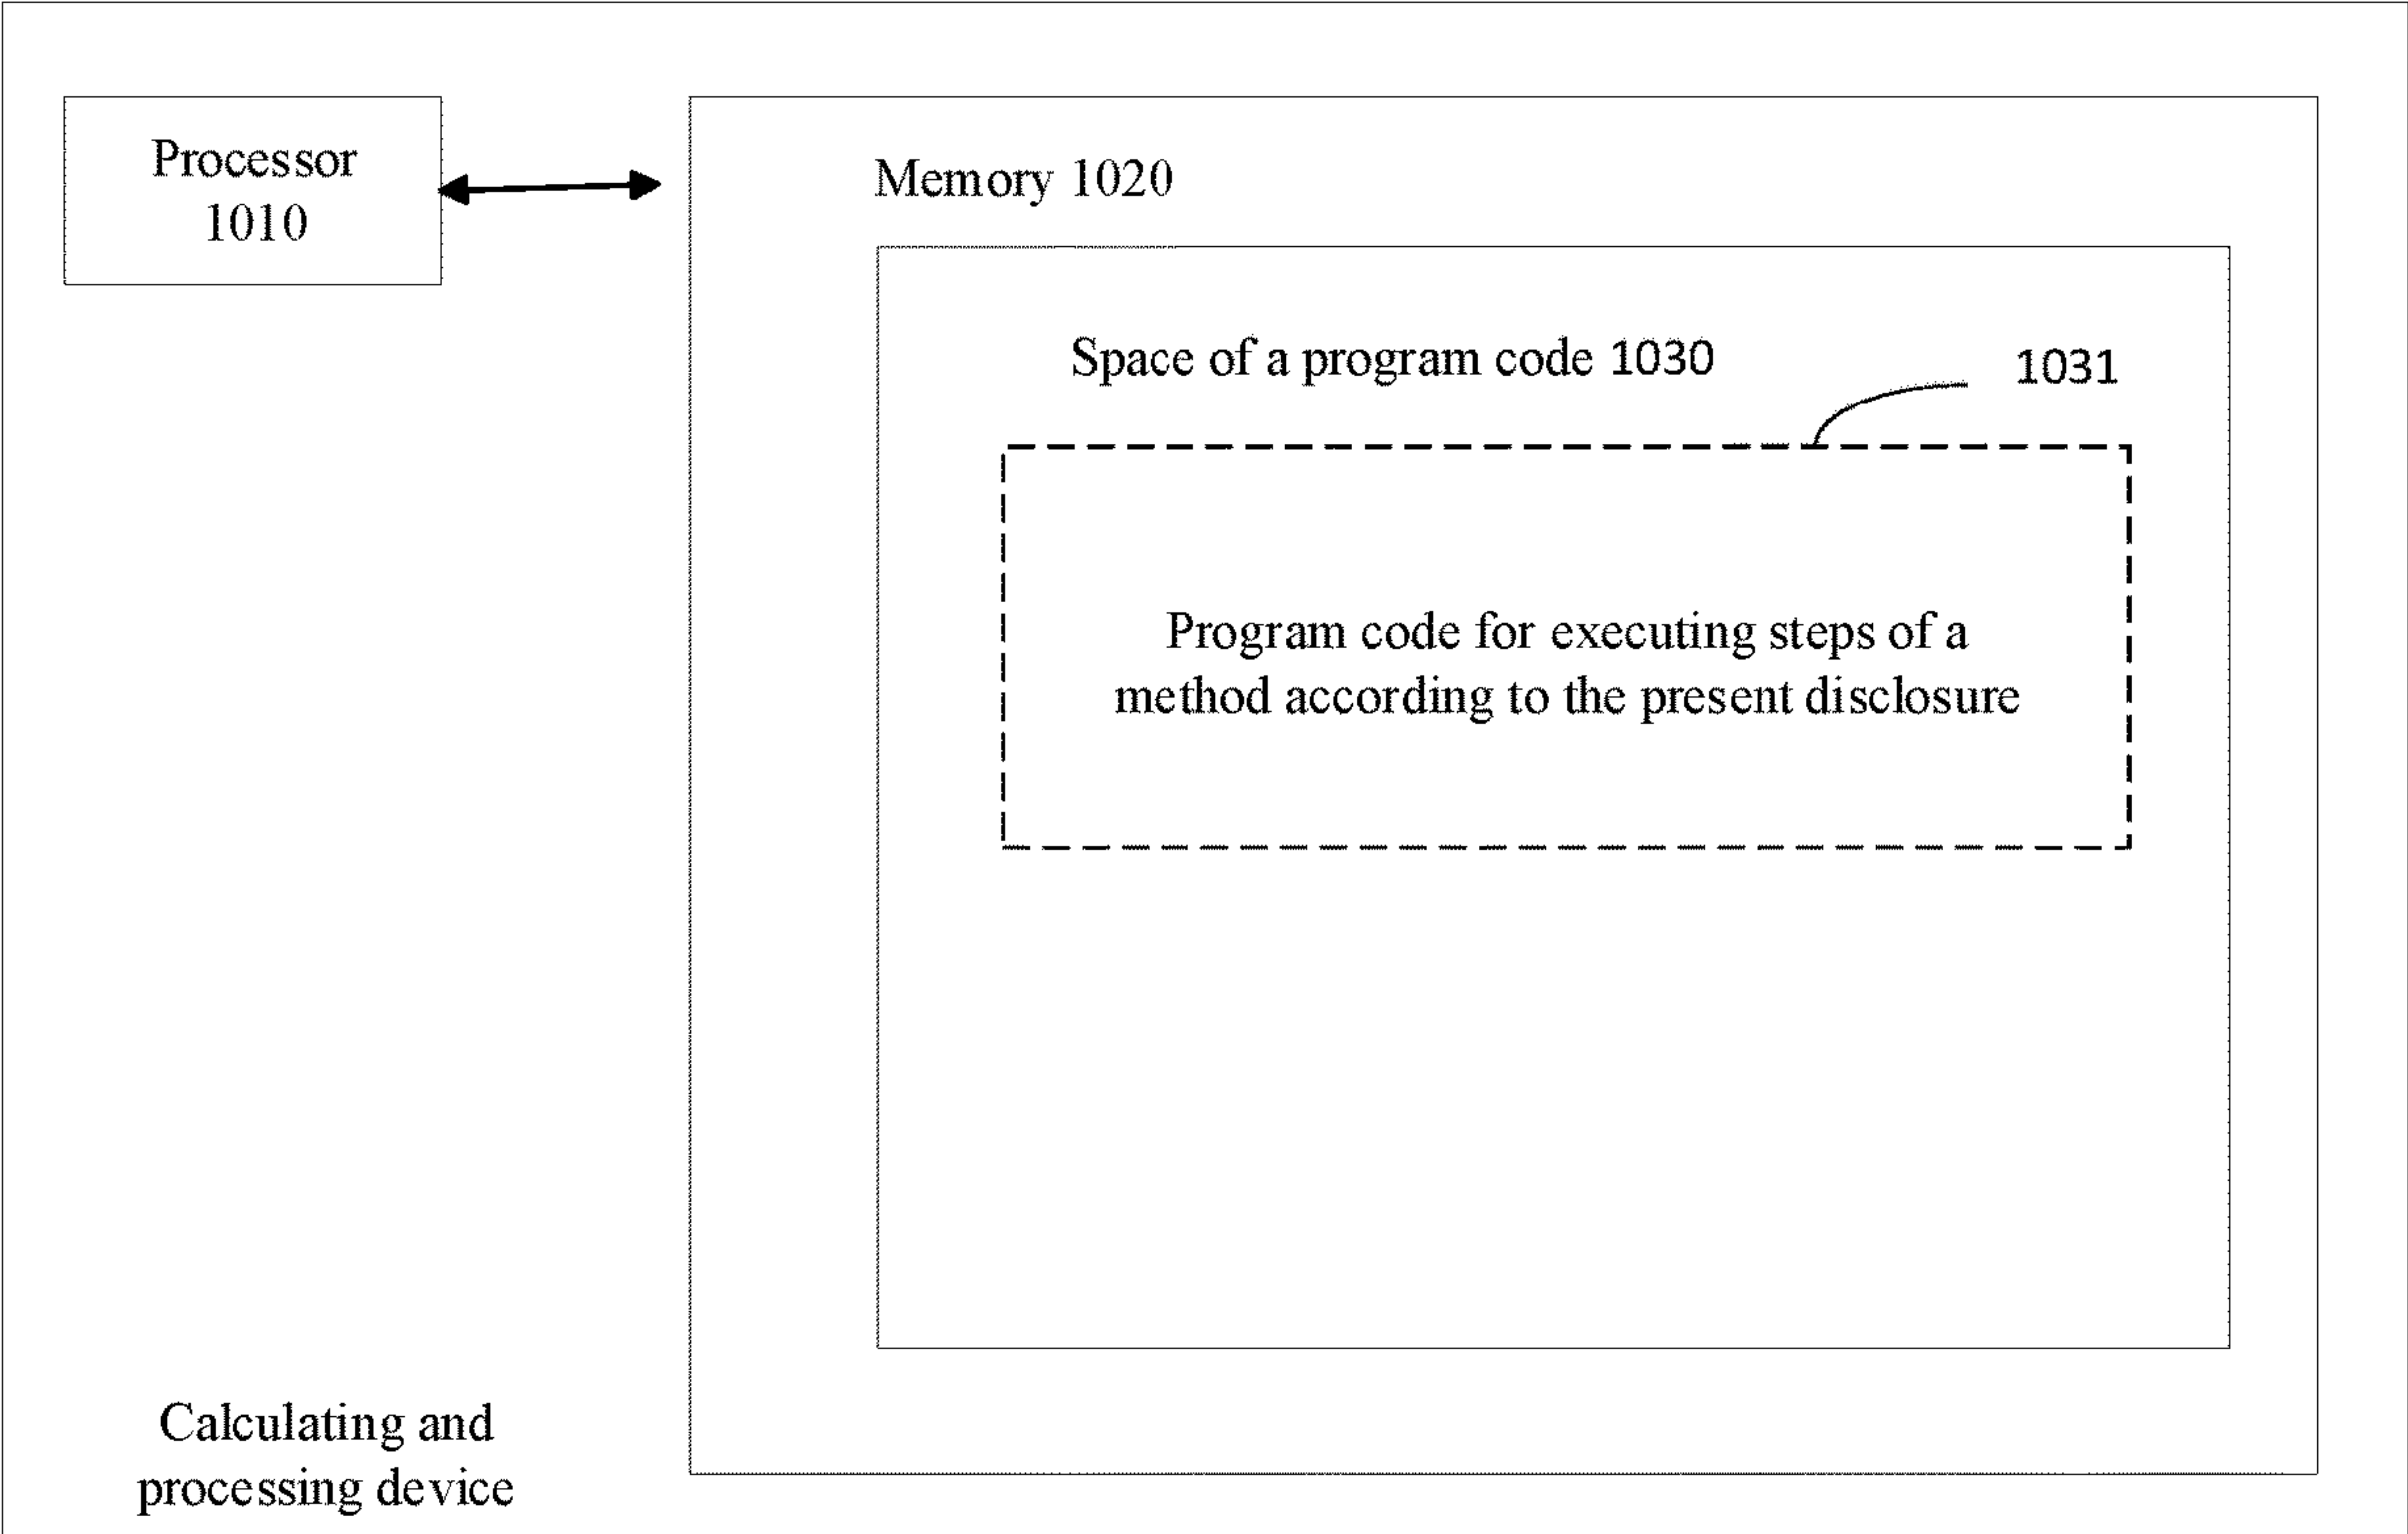 Processor
1010
Memory 1020
Space of a program code 1030
1031
Program code for executing steps of a
method according to the present disclosure
Calculating and
processing device